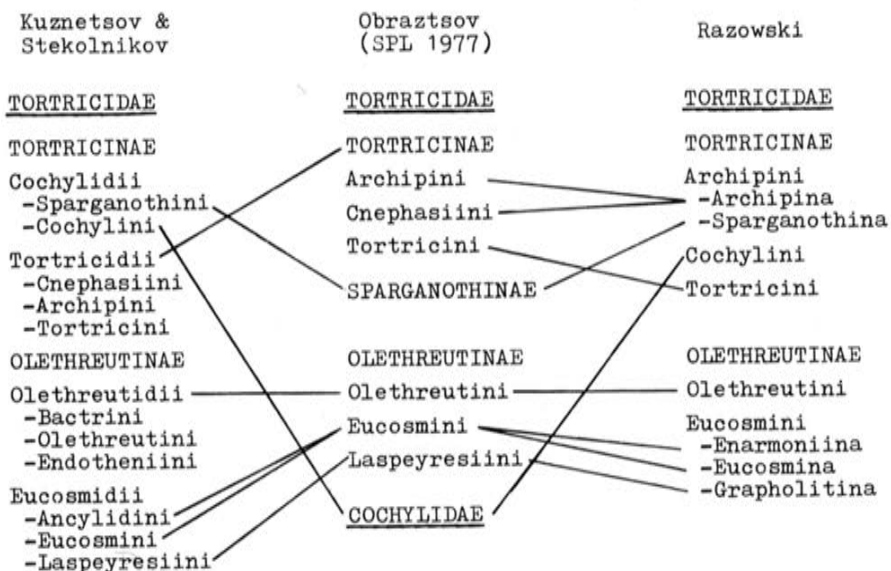 Kuznetsov &
Stekolnikov
TORTRICIDAE
TORTRICINAE
Cochylidii
-Sparganothini
-Cochylini
Tortricidii
-Cnephasiini
-Archipini
-Tortricini
OLETHREUTINAE
Olethreutidii
-Bactrini
-Olethreutini
-Endotheniini
Eucosmidii
-Ancylidini
-Eucosmini
-Laspeyresiini
Obraztsov
(SPL 1977)
TORTRICIDAE
TORTRICINAE
Archipini
Cnephasiini
Tortricini
SPARGANOTHINAE
OLETHREUTINAE
Olethreutini
Eucosmini
Laspeyresiini
COCHYLIDAE
Razowski
TORTRICIDAE
TORTRICINAE
Archipini
-Archipina
-Sparganothina
Cochylini
Tortricini
OLETHREUTINAE
Olethreutini
Eucosmini
-Enarmoniina
-Eucosmina
-Grapholitina